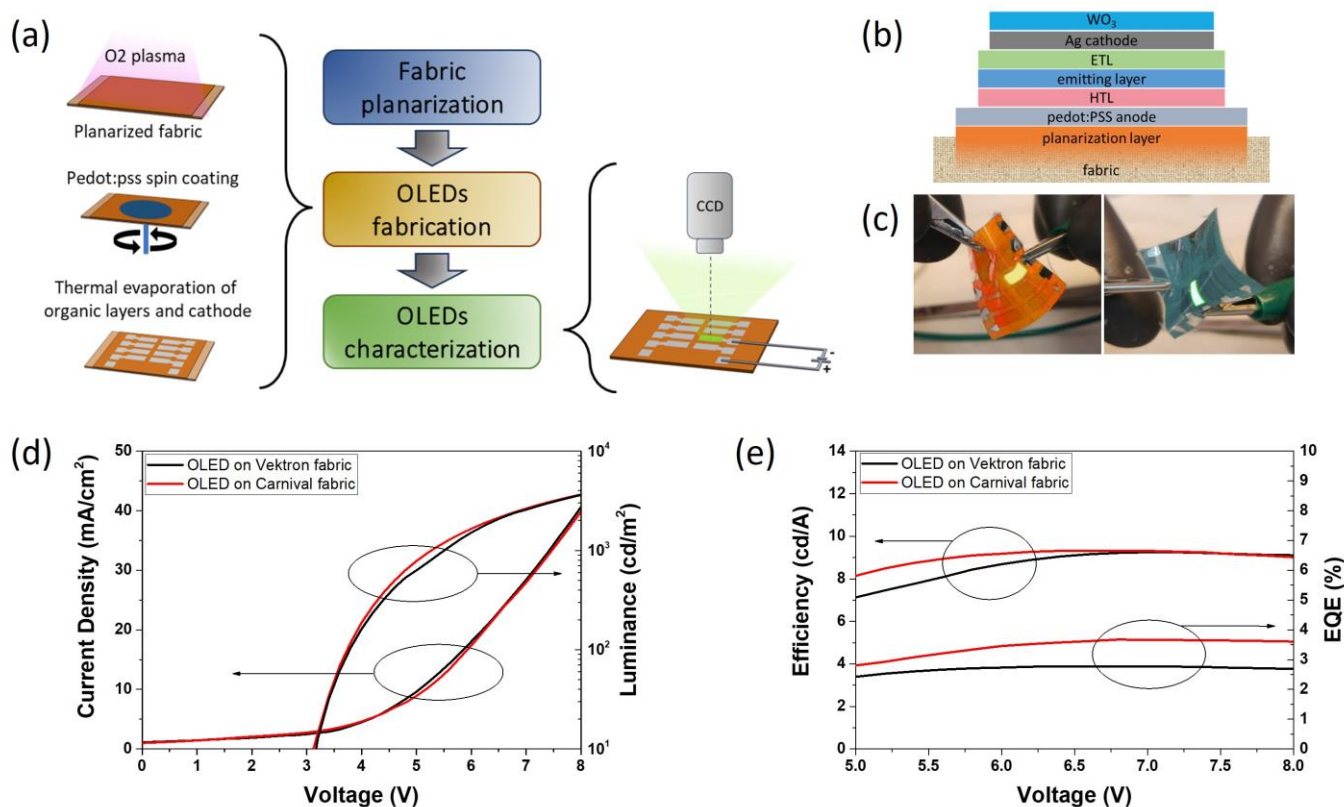 (a)
O2 plasma
Planarized fabric
Pedot:pss spin coating
Thermal evaporation of
organic layers and cathode
Fabric
planarization
OLEDs
fabrication
OLEDs
characterization
CCD
-
+
(b)
WO₃
Ag cathode
ETL
emitting layer
HTL
pedot:PSS anode
planarization layer
fabric
(c)
(d)
OLED on Vektron fabric
OLED on Carnival fabric
Current Density (mA/cm²)
50
40
30
20
10
0
0 1 2 3 4 5 6 7 8
Voltage (V)
10⁴
10³
10²
10¹
Luminance (cd/m²)
(e)
OLED on Vektron fabric
OLED on Carnival fabric
Efficiency (cd/A)
14
12
10
8
6
4
2
0
5.0 5.5 6.0 6.5 7.0 7.5 8.0
Voltage (V)
10
9
8
7
6
5
4
3
2
1
0
EQE (%)